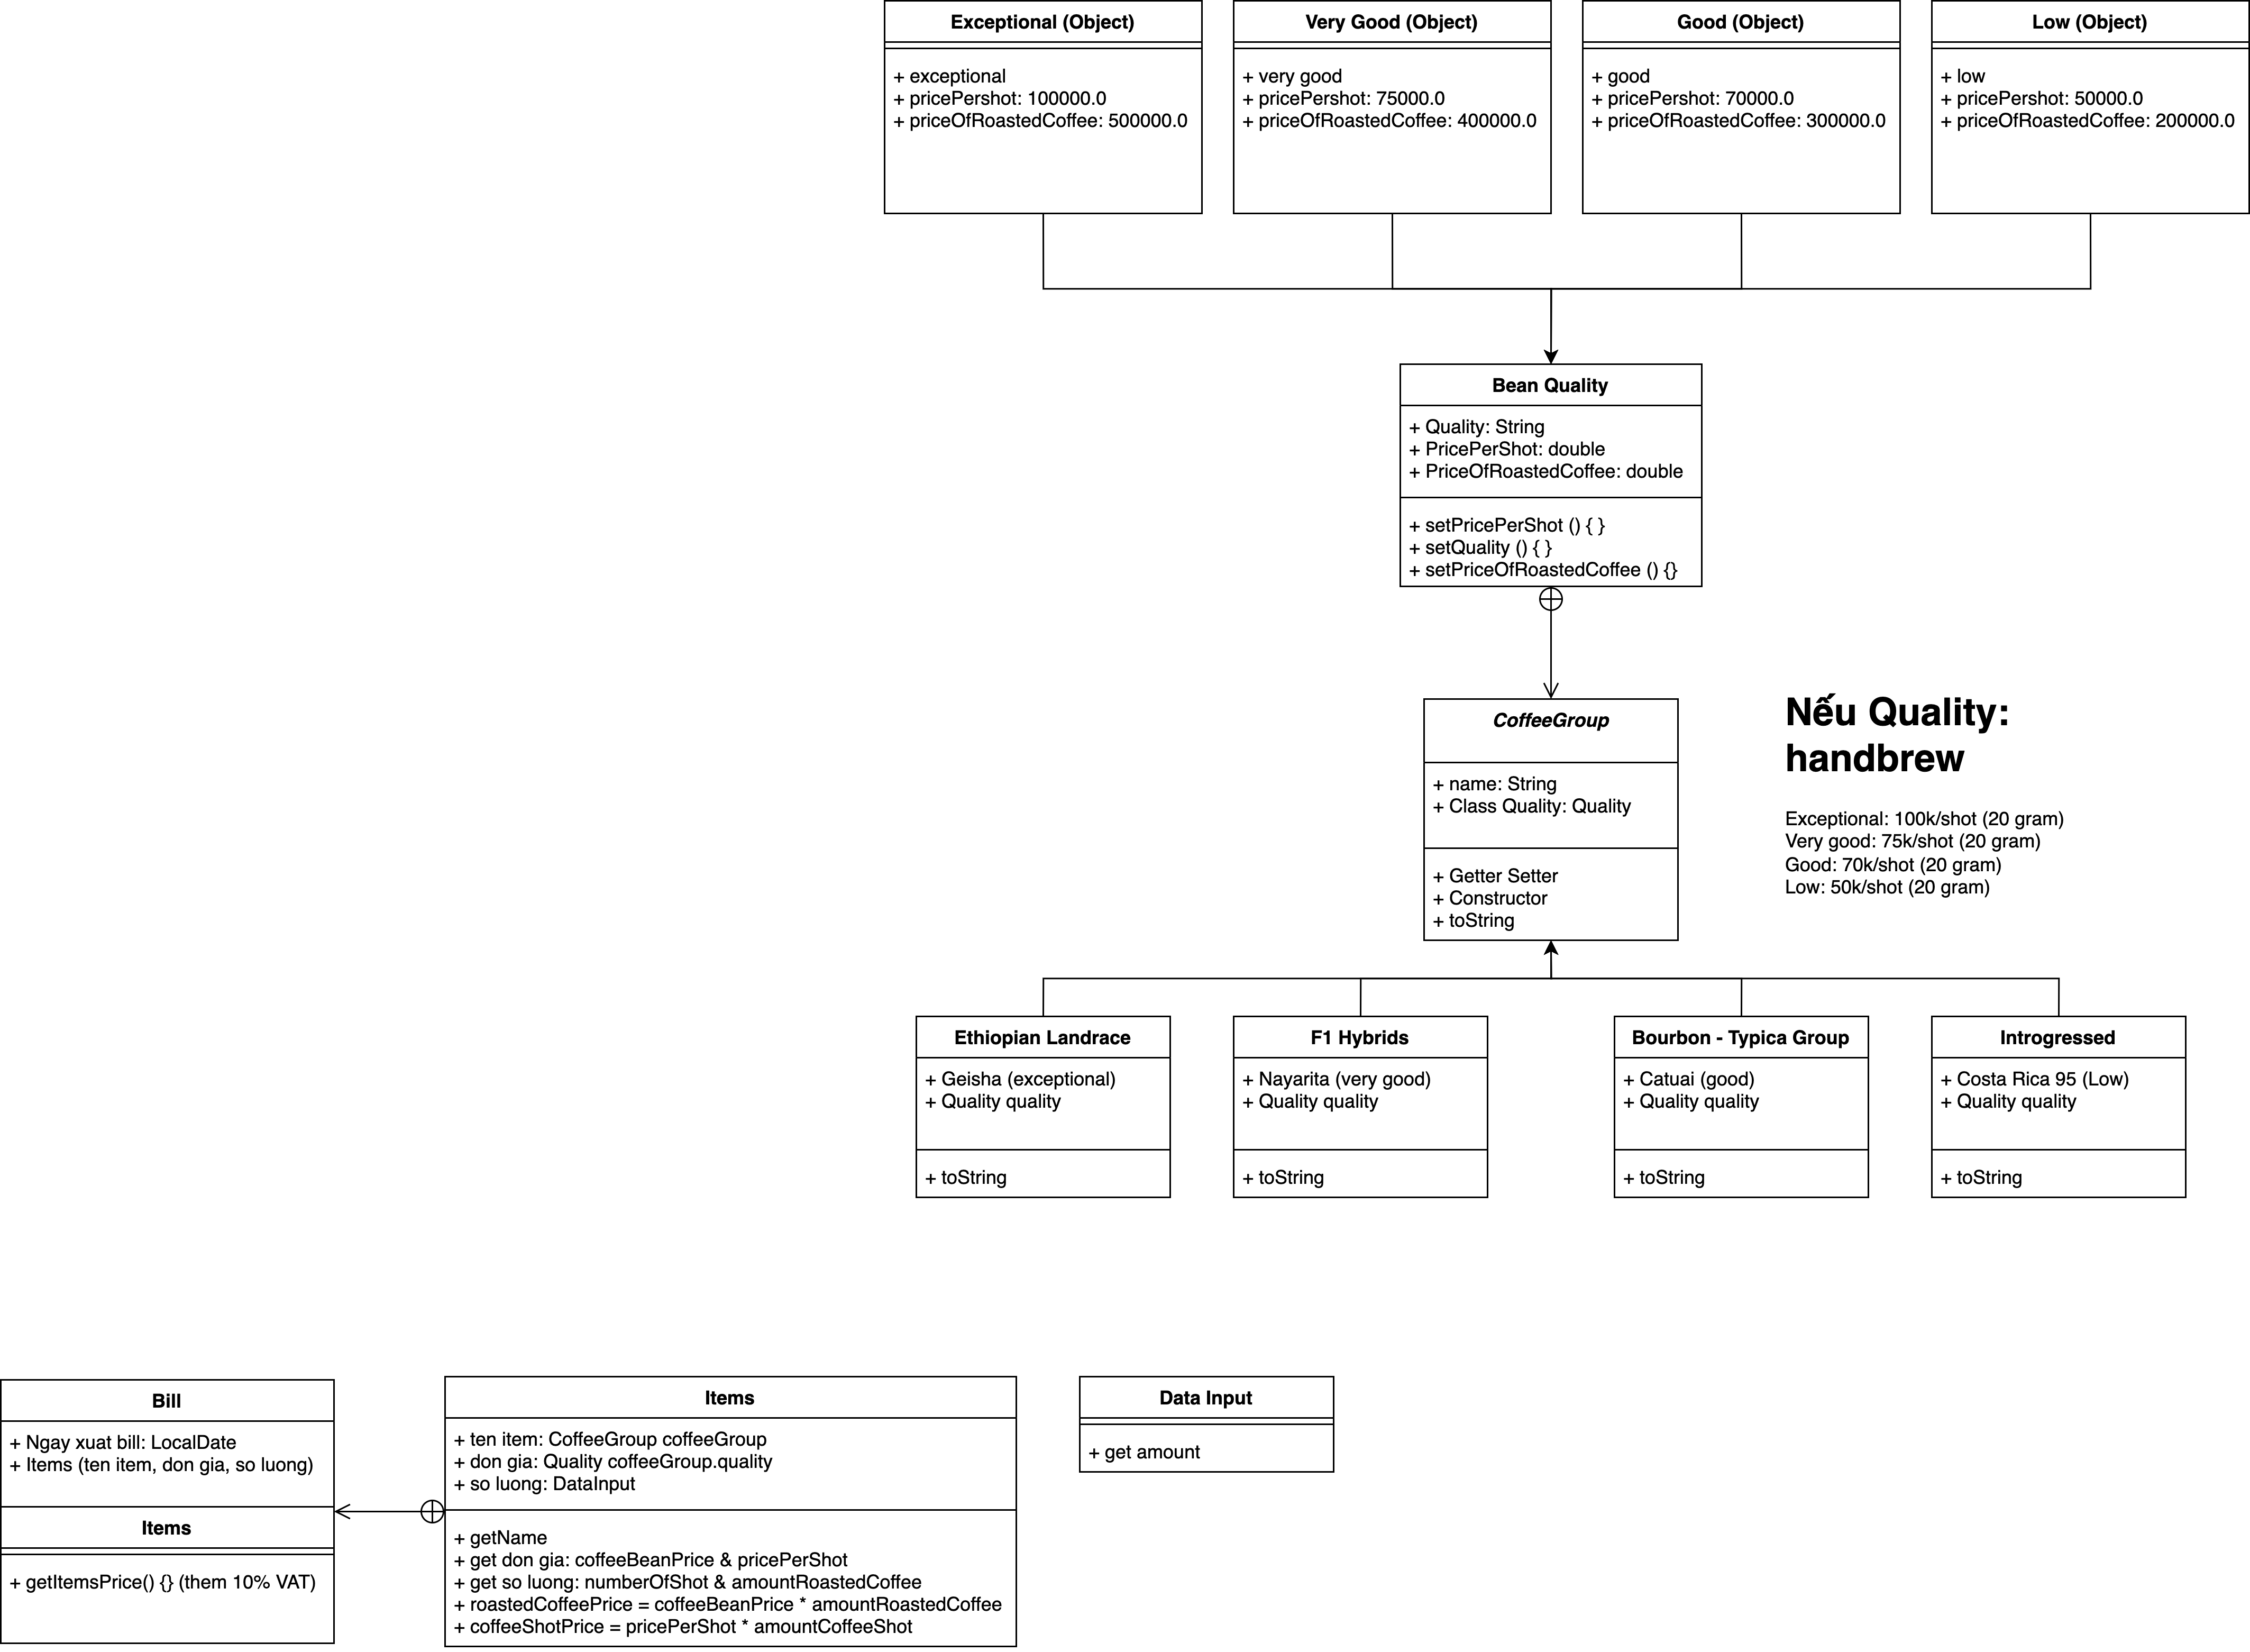 Exceptional (Object)
+ exceptional
+ pricePershot: 100000.0
+ priceOfRoastedCoffee: 500000.0
Very Good (Object)
+ very good
+ pricePershot: 75000.0
+ priceOfRoastedCoffee: 400000.0
Good (Object)
+ good
+ pricePershot: 70000.0
+ priceOfRoastedCoffee: 300000.0
Low (Object)
+ low
+ pricePershot: 50000.0
+ priceOfRoastedCoffee: 200000.0
Bean Quality
+ Quality: String
+ PricePerShot: double
+ PriceOfRoastedCoffee: double
+ setPricePerShot () { }
+ setQuality () { }
+ setPriceOfRoastedCoffee () {}
CoffeeGroup
+ name: String
+ Class Quality: Quality
+ Getter Setter
+ Constructor
+ toString
Nếu Quality:
handbrew
Exceptional: 100k/shot (20 gram)
Very good: 75k/shot (20 gram)
Good: 70k/shot (20 gram)
Low: 50k/shot (20 gram)
Ethiopian Landrace
+ Geisha (exceptional)
+ Quality quality
+ toString
F1 Hybrids
+ Nayarita (very good)
+ Quality quality
+ toString
Bourbon - Typica Group
+ Catuai (good)
+ Quality quality
+ toString
Introgressed
+ Costa Rica 95 (Low)
+ Quality quality
+ toString
Bill
+ Ngay xuat bill: LocalDate
+ Items (ten item, don gia, so luong)
Items
+ getItemsPrice() {} (them 10% VAT)
Items
+ ten item: CoffeeGroup coffeeGroup
+ don gia: Quality coffeeGroup.quality
+ so luong: DataInput
+ getName
+ get don gia: coffeeBeanPrice & pricePerShot
+ get so luong: numberOfShot & amountRoastedCoffee
+ roastedCoffeePrice = coffeeBeanPrice * amountRoastedCoffee
+ coffeeShotPrice = pricePerShot * amountCoffeeShot
Data Input
+ get amount